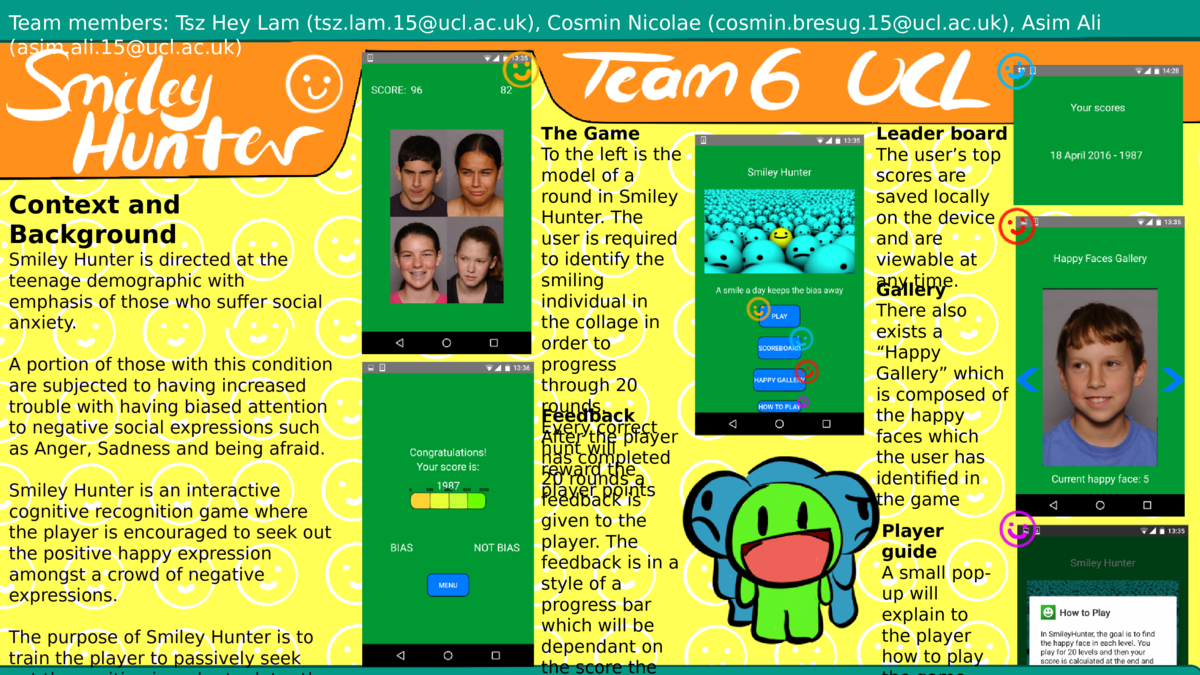 Team members: Tsz Hey Lam (tsz.lam.15@ucl.ac.uk), Cosmin Nicolae (cosmin.bresug.15@ucl.ac.uk), Asim Ali
(asim.ali.15@ucl.ac.uk)
Smiley
Hunter
Team 6 UCL
Context and
Background
Smiley Hunter is directed at the
teenage demographic with
emphasis of those who suffer social
anxiety.
A portion of those with this condition
are subjected to having increased
trouble with having biased attention
to negative social expressions such
as Anger, Sadness and being afraid.
Smiley Hunter is an interactive
cognitive recognition game where
the player is encouraged to seek out
the positive happy expression
amongst a crowd of negative
expressions.
The purpose of Smiley Hunter is to
train the player to passively seek
13:35
SCORE: 96
82
13:36
Congratulations!
Your score is:
1987
BIAS
NOT BIAS
MENU
The Game
To the left is the
model of a
round in Smiley
Hunter. The
user is required
to identify the
smiling
individual in
the collage in
order to
progress
through 20
rounds.
Every correct
hunt will
reward the
player points
Feedback
After the player
has completed
20 rounds a
feedback is
given to the
player. The
feedback is in a
style of a
progress bar
which will be
dependant on
the score the
13:35
Smiley Hunter
A smile a day keeps the bias away
PLAY
SCOREBOARD
HAPPY GALLERY
HOW TO PLAY
Leader board
The user’s top
scores are
saved locally
on the device
and are
viewable at
any time.
Gallery
There also
exists a
“Happy
Gallery” which
is composed of
the happy
faces which
the user has
identified in
the game
Player
guide
A small pop-
up will
explain to
the player
how to play
the game
14:28
Your scores
18 April 2016 - 1987
13:35
Happy Faces Gallery
Current happy face: 5
13:35
Smiley Hunter
How to Play
In SmileyHunter, the goal is to find
the happy face in each level. You
play for 20 levels and then your
score is calculated at the end and